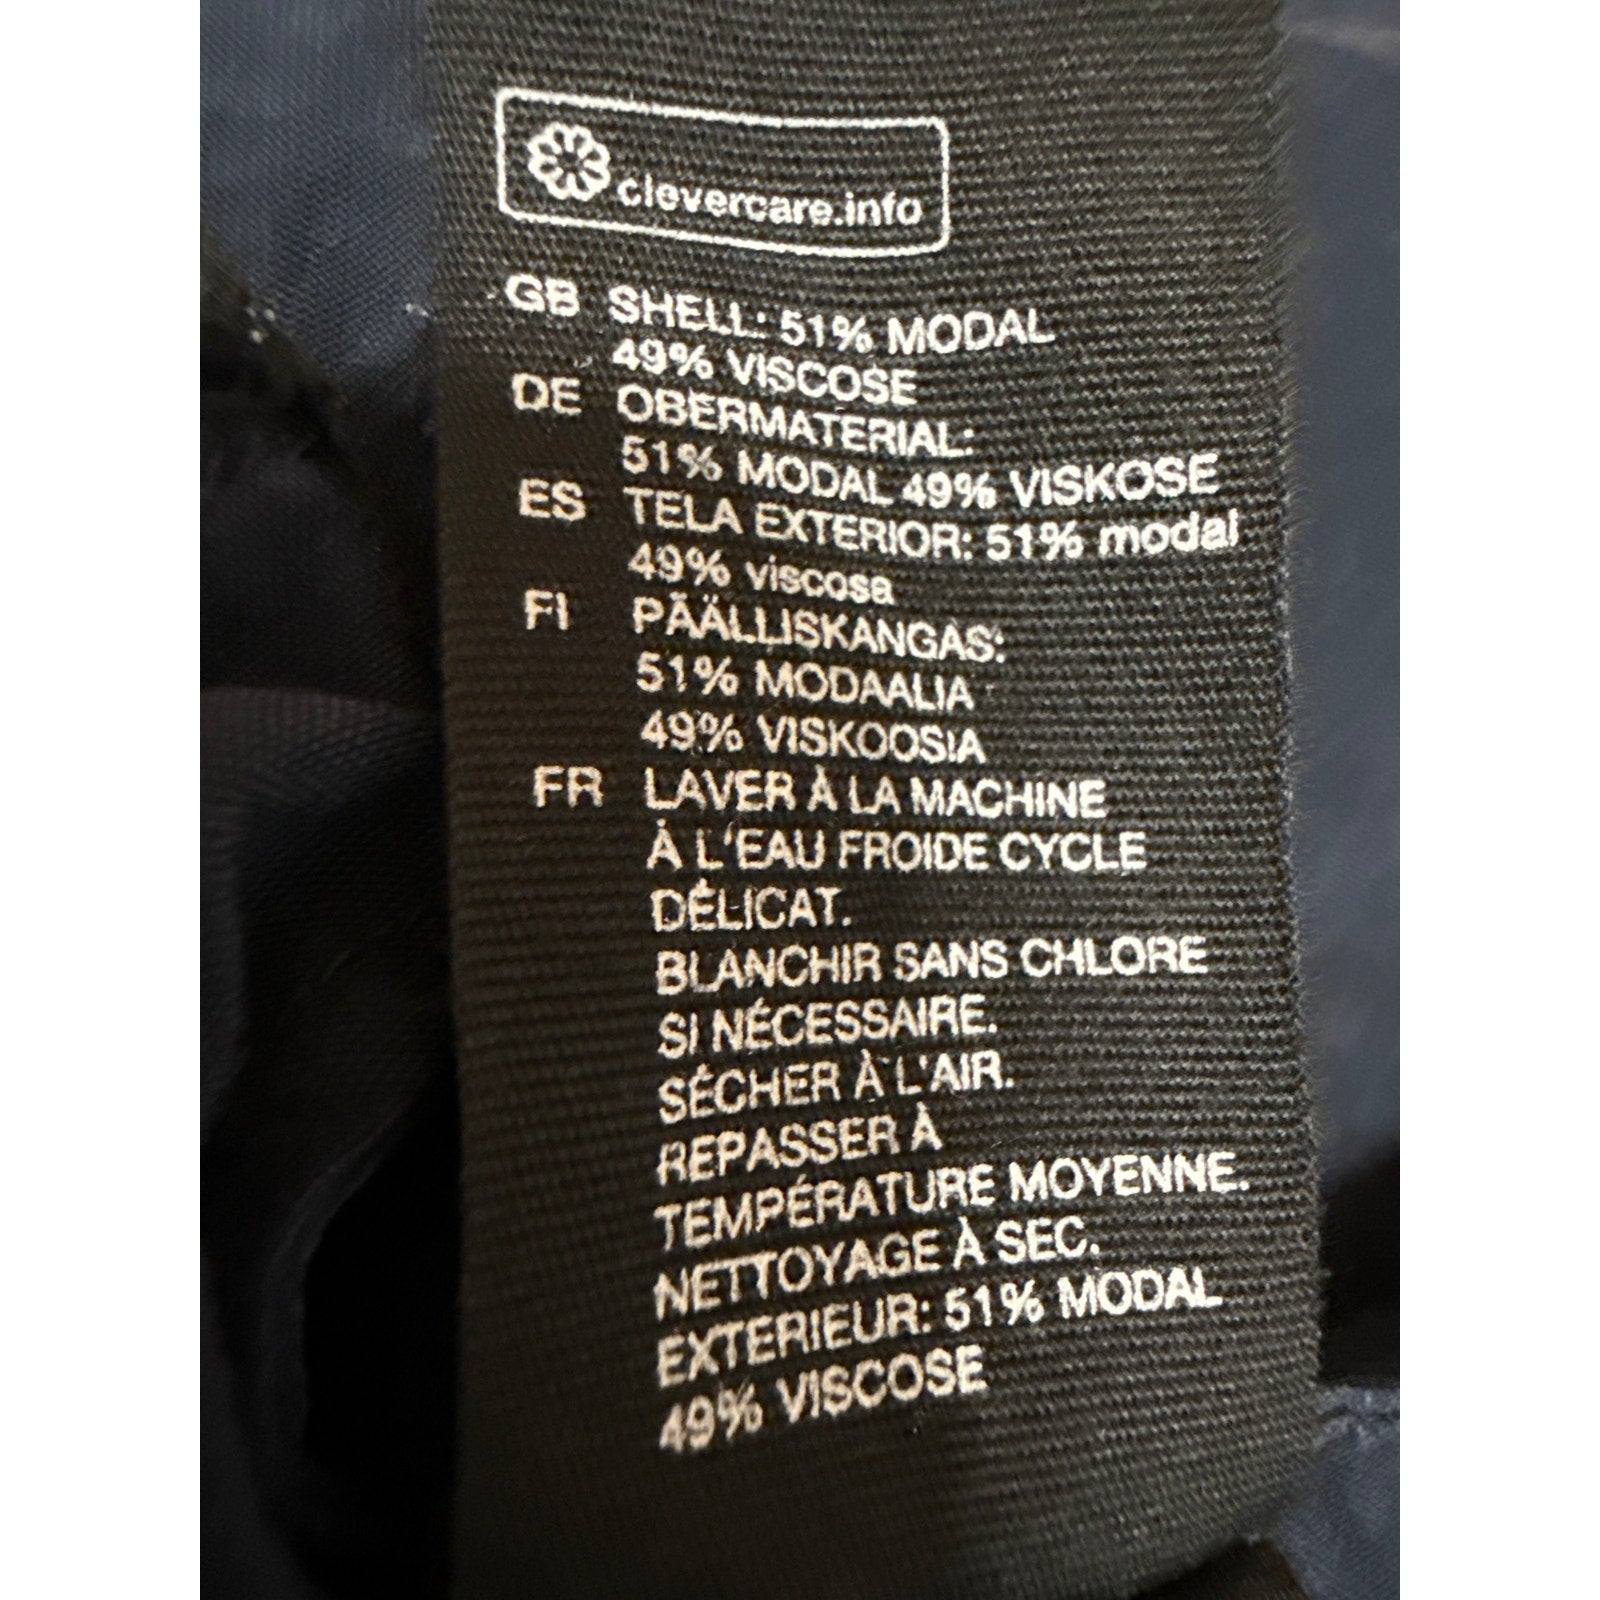 clevercare.info
GB SHELL: 51% MODAL
49% VISCOSE
DE OBERMATERIAL:
51% MODAL 49% VISKOSE
ES TELA EXTERIOR: 51% modal
49% viscosa
FI PÄÄLLISKANGAS:
51% MODAALIA
49% VISKOOSIA
FR LAVER À LA MACHINE
À L'EAU FROIDE CYCLE
DÉLICAT.
BLANCHIR SANS CHLORE
SI NÉCESSAIRE.
SÉCHER À L'AIR.
REPASSER À
TEMPÉRATURE MOYENNE.
NETTOYAGE À SEC.
EXTERIEUR: 51% MODAL
49% VISCOSE